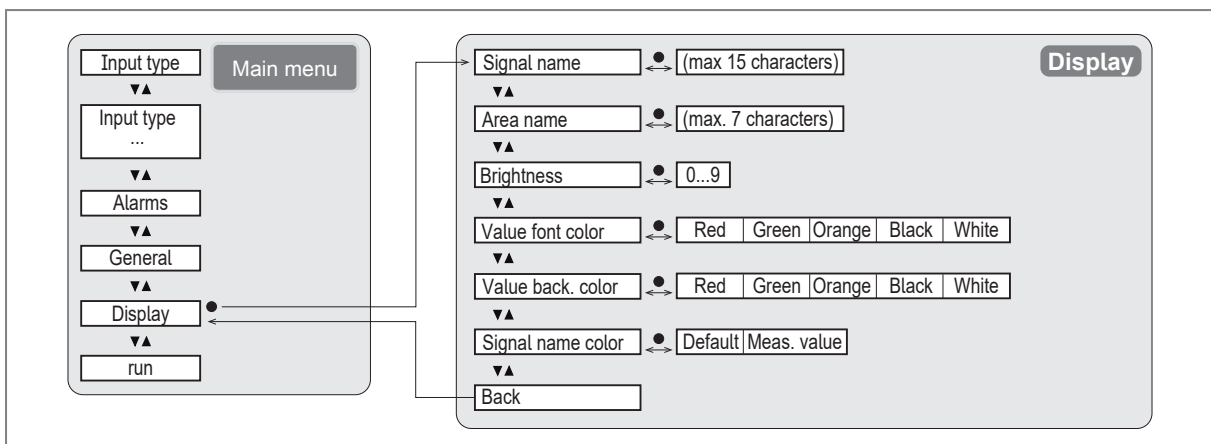 Main menu
Input type
Input type
...
Alarms
General
Display
run
Display
Signal name (max 15 characters)
Area name (max. 7 characters)
Brightness 0...9
Value font color Red Green Orange Black White
Value back. color Red Green Orange Black White
Signal name color Default Meas. value
Back